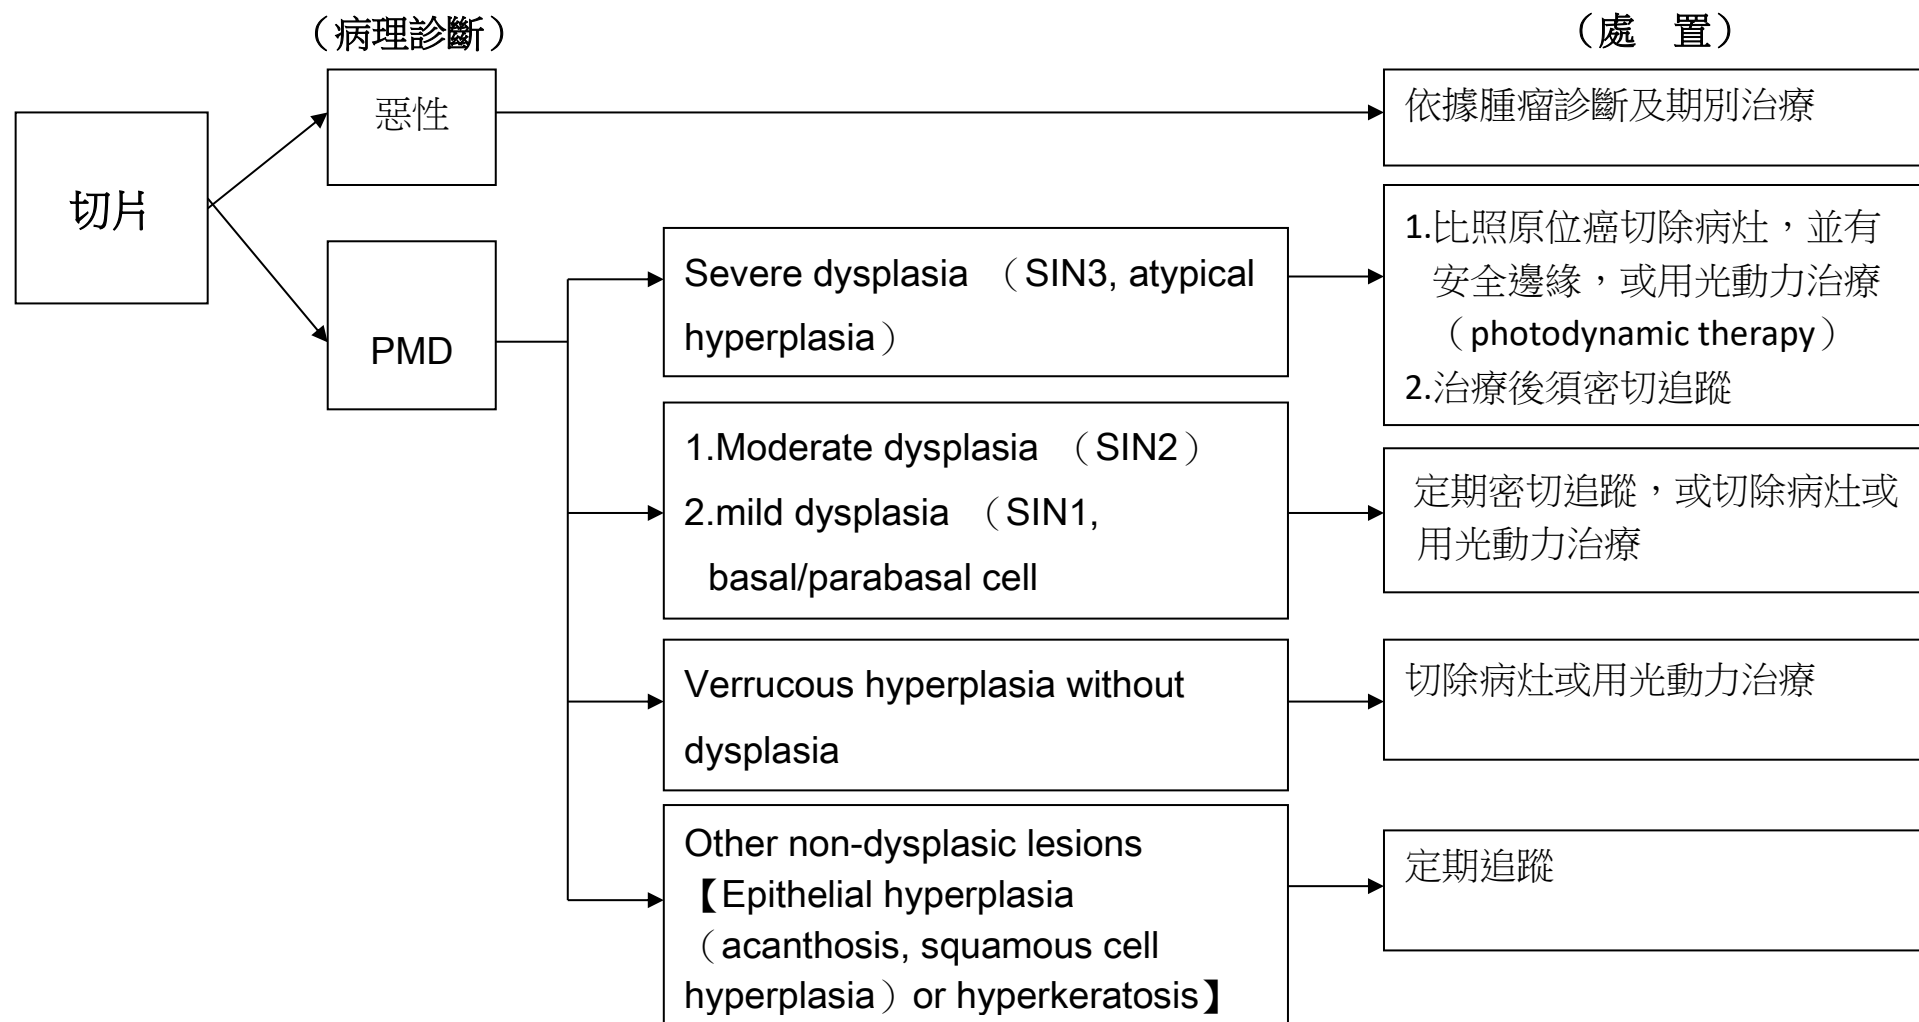 （病理診斷）
（處　置）
切片
惡性
依據腫瘤診斷及期別治療
PMD
Severe dysplasia （SIN3, atypical
hyperplasia）
1.比照原位癌切除病灶，並有
安全邊緣，或用光動力治療
（photodynamic therapy）
2.治療後須密切追蹤
1.Moderate dysplasia （SIN2）
2.mild dysplasia （SIN1,
basal/parabasal cell
定期密切追蹤，或切除病灶或
用光動力治療
Verrucous hyperplasia without
dysplasia
切除病灶或用光動力治療
Other non-dysplasic lesions
【Epithelial hyperplasia
（acanthosis, squamous cell
hyperplasia）or hyperkeratosis】
定期追蹤